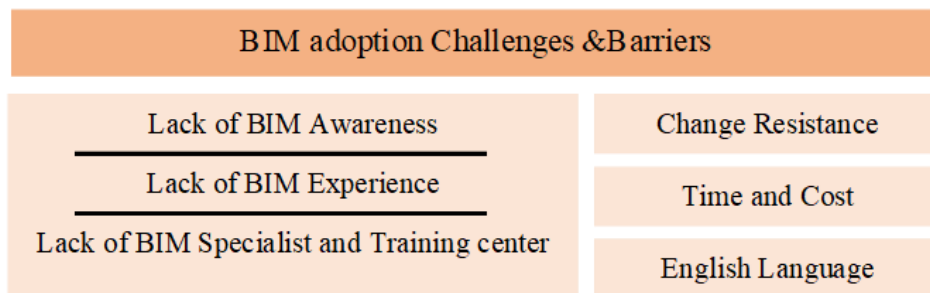 BIM adoption Challenges &Barriers
Lack of BIM Awareness
Lack of BIM Experience
Lack of BIM Specialist and Training center
Change Resistance
Time and Cost
English Language